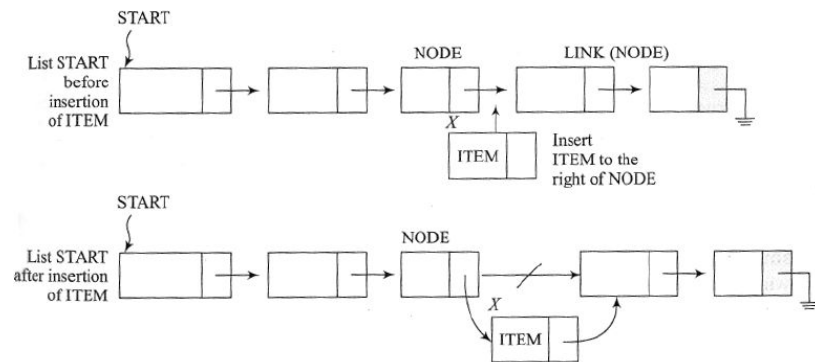 START
List START
before
insertion
of ITEM
NODE
LINK (NODE)
X
ITEM
Insert
ITEM to the
right of NODE
START
List START
after insertion
of ITEM
NODE
X
ITEM